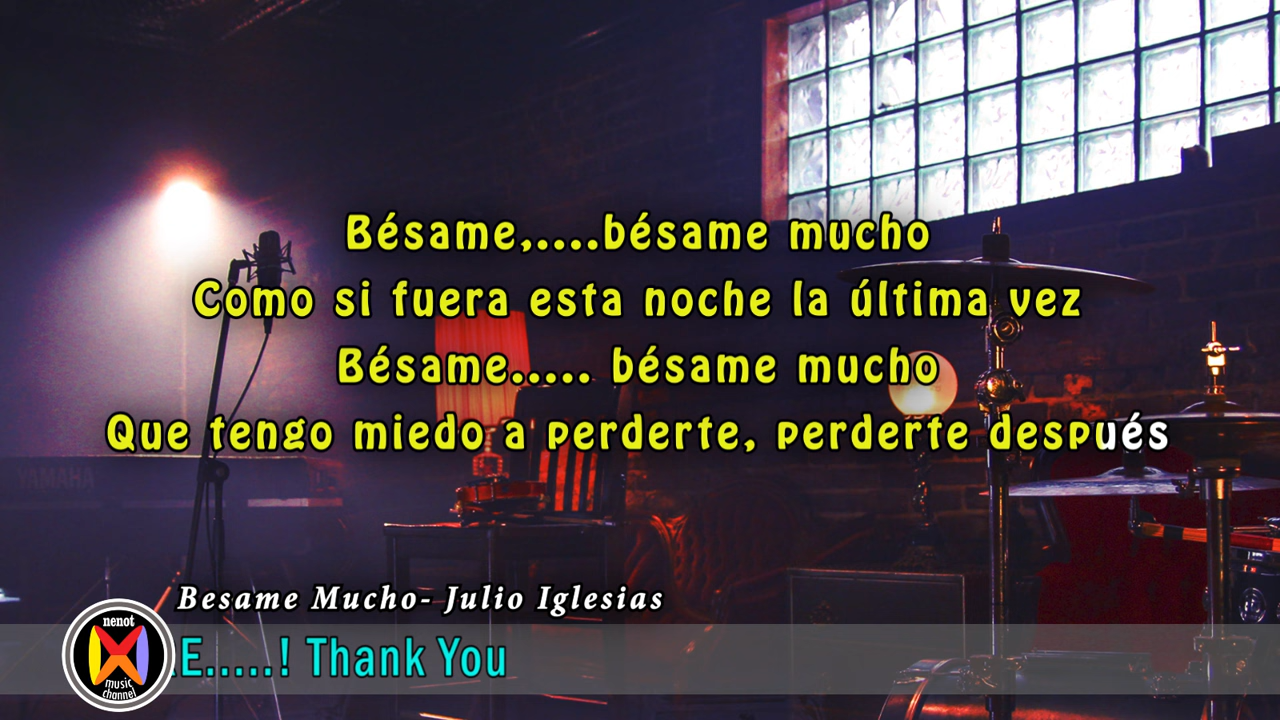 Bésame,....bésame mucho
Como si fuera esta noche la última vez
Bésame..... bésame mucho
Que tengo miedo a perderte, perderte después
YAMAHA
Besame Mucho- Julio Iglesias
E.....! Thank You
nenot
music
channel